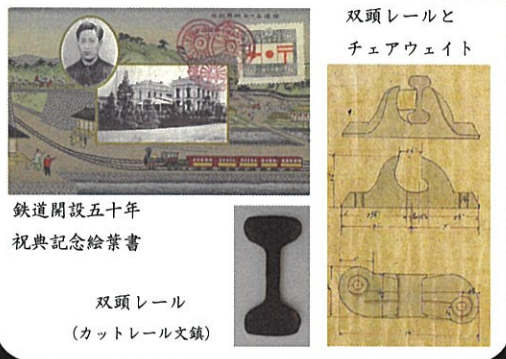 双頭レールと
チェアウェイト
鉄道開設五十年
祝典記念絵葉書
双頭レール
(カットレール文鎮)